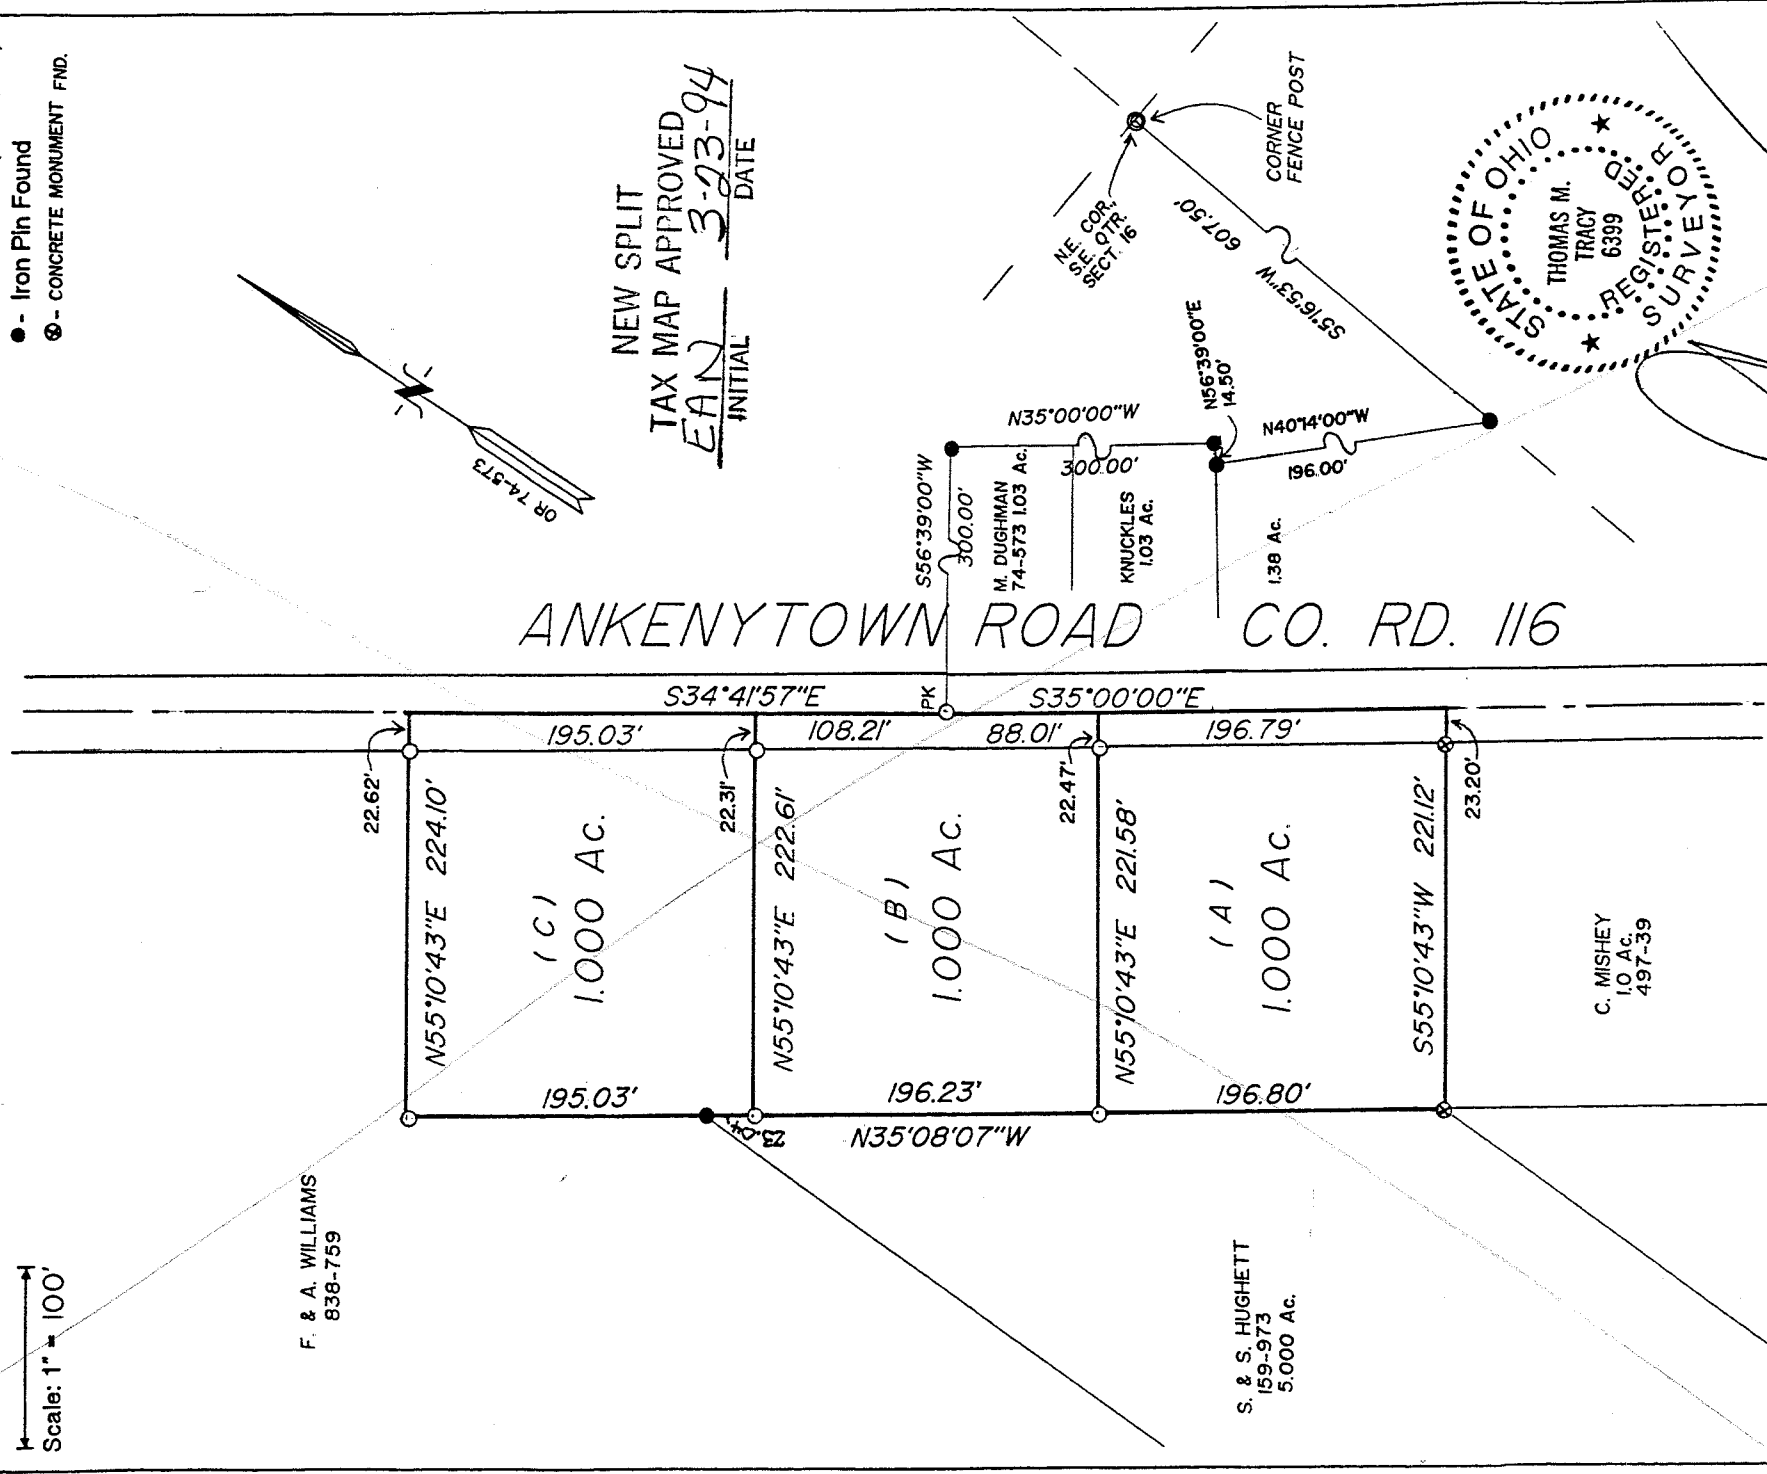 ● - Iron Pin Found
⊗ - CONCRETE MONUMENT FND.
OR 74-573
NEW SPLIT
TAX MAP APPROVED
EAN 3-23-94
INITIAL DATE
CORNER
FENCE POST
N.E. COR.,
S.E. QTR.
SECT. 16
607.50'
S5°16'53"W
STATE OF OHIO
THOMAS M.
TRACY
6399
REGISTERED
SURVEYOR
N56°39'00"E
14.50'
N35°00'00"W
300.00'
N40°14'00"W
196.00'
S56°39'00"W
300.00'
M. DUGHMAN
74-573 1.03 Ac.
KNUCKLES
1.03 Ac.
1.38 Ac.
ANKENYTOWN ROAD CO. RD. 116
S34°41'57"E
PK
S35°00'00"E
195.03'
108.21'
88.01'
196.79'
22.62'
22.31'
22.47'
23.20'
N55°10'43"E 224.10'
(C)
1.000 Ac.
N55°10'43"E 222.61'
(B)
1.000 Ac.
N55°10'43"E 221.58'
(A)
1.000 Ac.
S55°10'43"W 221.12'
C. MISHEY
1.0 Ac.
497-39
195.03'
196.23'
196.80'
23.04'
N35°08'07"W
F. & A. WILLIAMS
838-759
S. & S. HUGHETT
159-973
5.000 Ac.
Scale: 1" = 100'